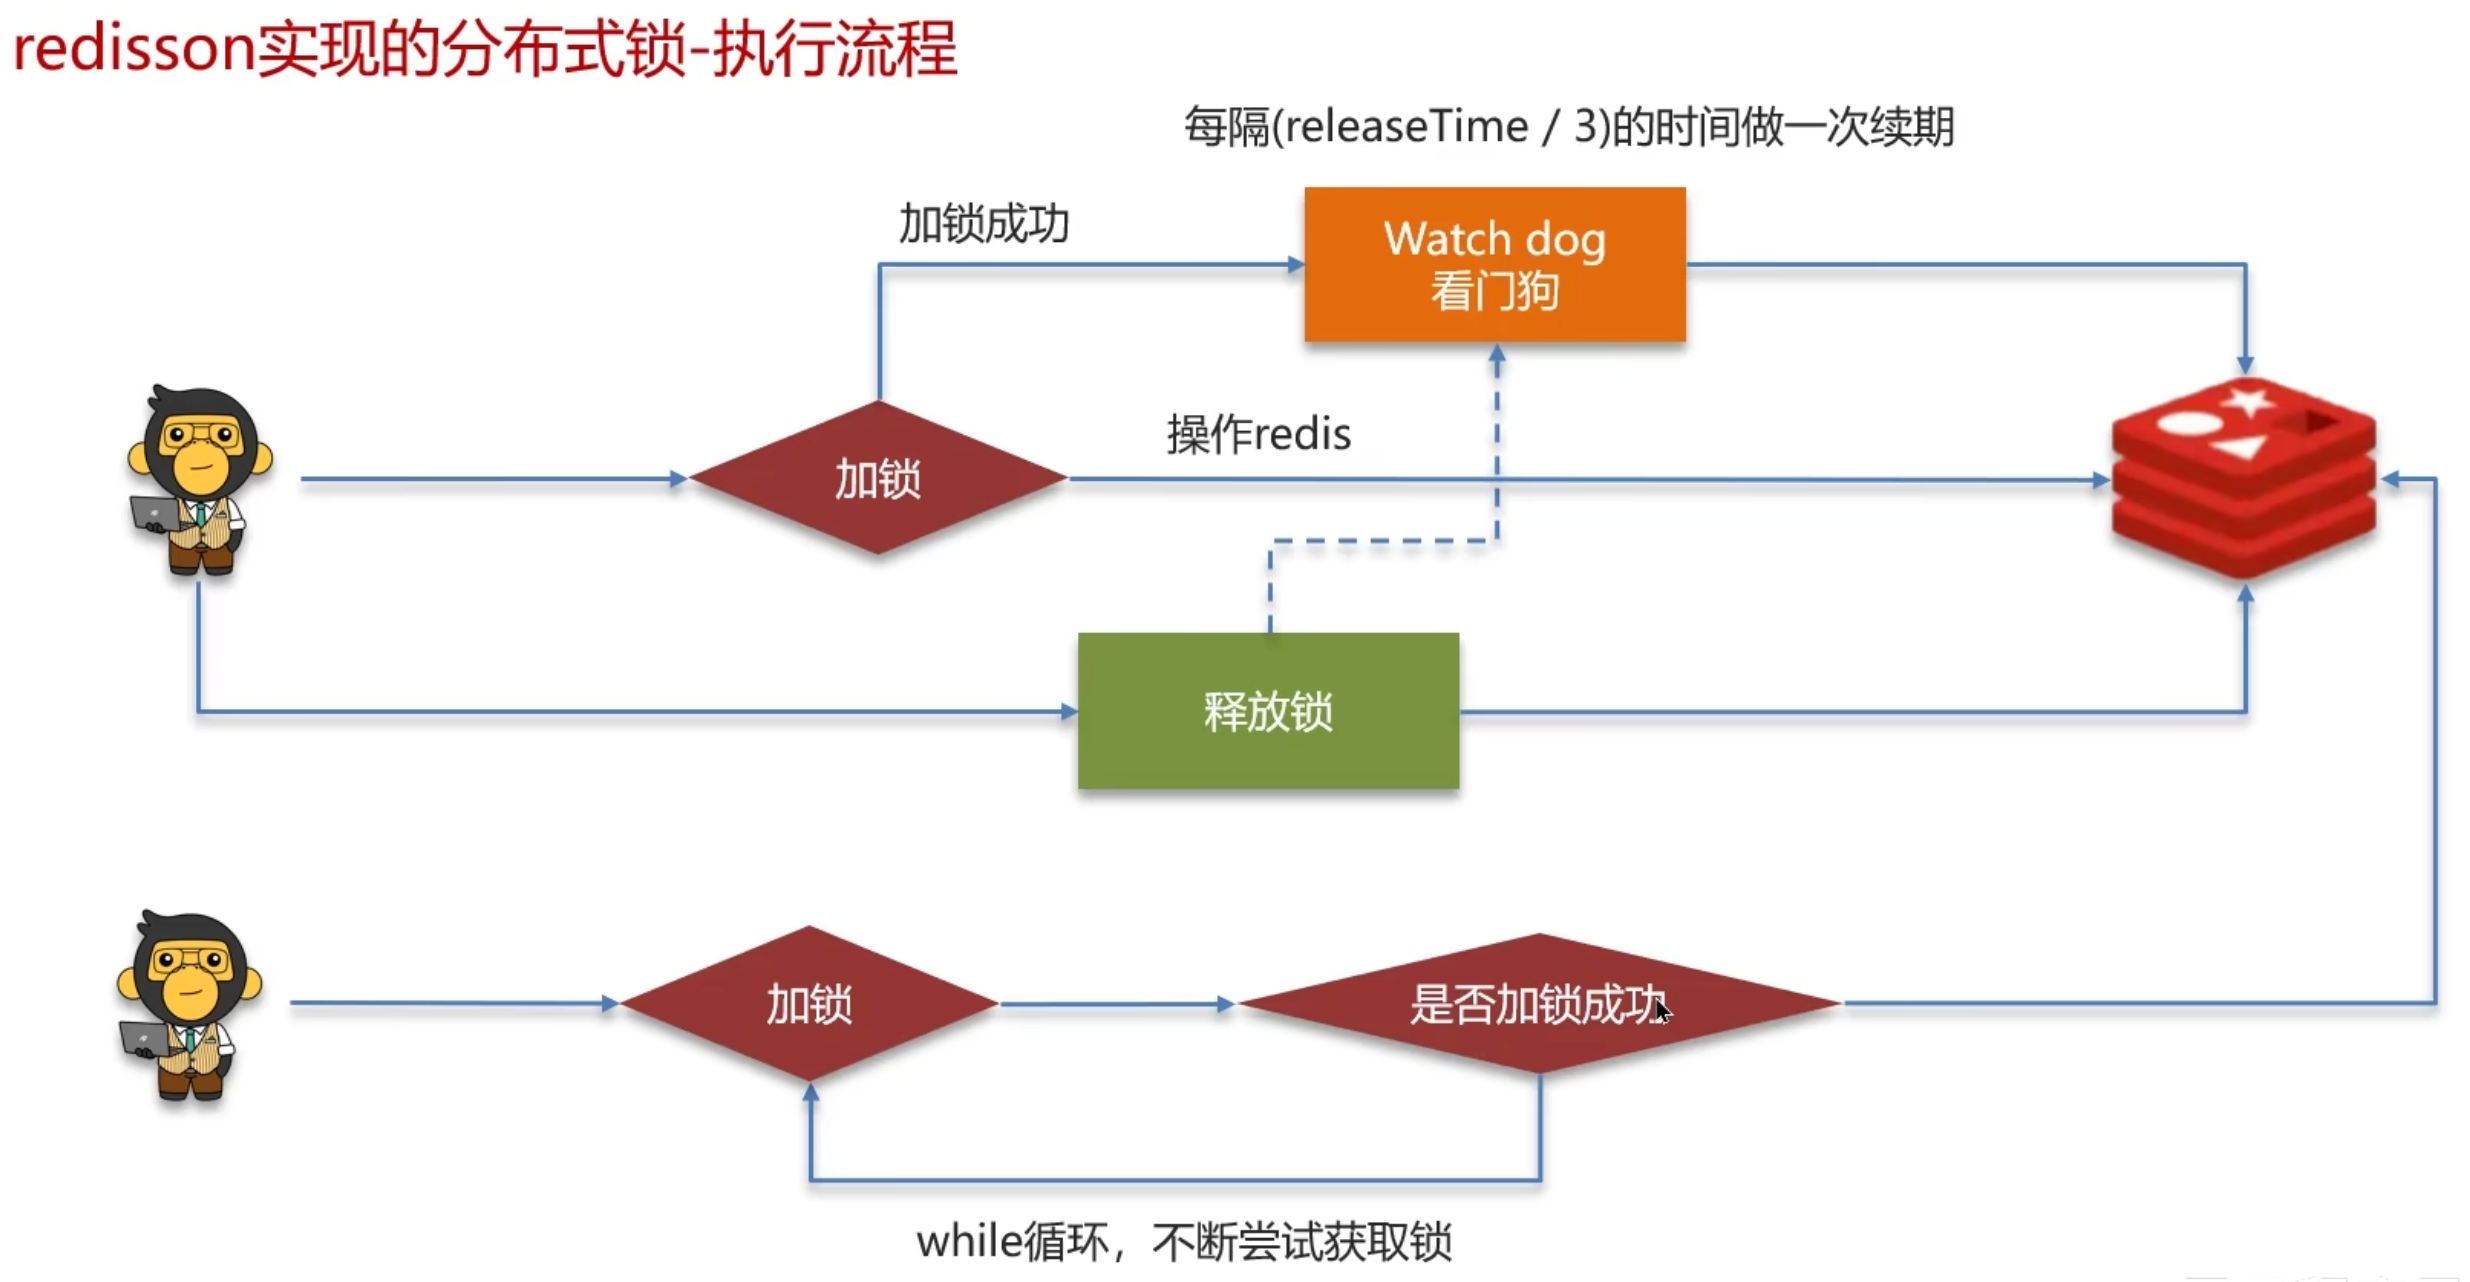 redisson实现的分布式锁-执行流程
每隔(releaseTime / 3)的时间做一次续期
加锁成功
Watch dog
看门狗
操作redis
加锁
释放锁
加锁
是否加锁成功
while循环，不断尝试获取锁